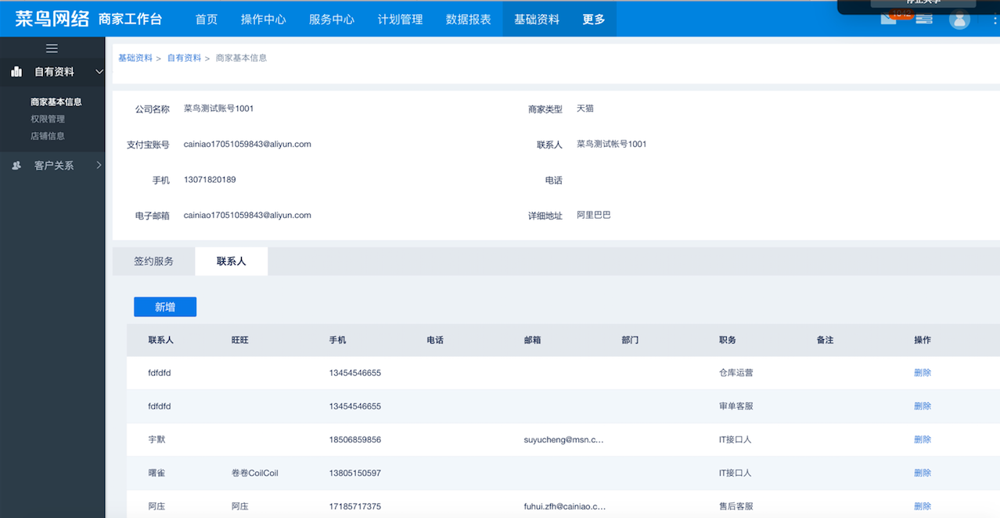 停止共享
菜鸟网络 商家工作台 首页 操作中心 服务中心 计划管理 数据报表 基础资料 更多 1042
自有资料
商家基本信息
权限管理
店铺信息
客户关系
基础资料 > 自有资料 > 商家基本信息
公司名称 菜鸟测试账号1001 商家类型 天猫
支付宝账号 cainiao17051059843@aliyun.com 联系人 菜鸟测试帐号1001
手机 13071820189 电话
电子邮箱 cainiao17051059843@aliyun.com 详细地址 阿里巴巴
签约服务 联系人
新增
联系人 旺旺 手机 电话 邮箱 部门 职务 备注 操作
fdfdfd 13454546655 仓库运营 删除
fdfdfd 13454546655 审单客服 删除
宇默 18506859856 suyucheng@msn.c... IT接口人 删除
曙雀 卷卷CoilCoil 13805150597 IT接口人 删除
阿庄 阿庄 17185717375 fuhui.zfh@cainiao.c... 售后客服 删除